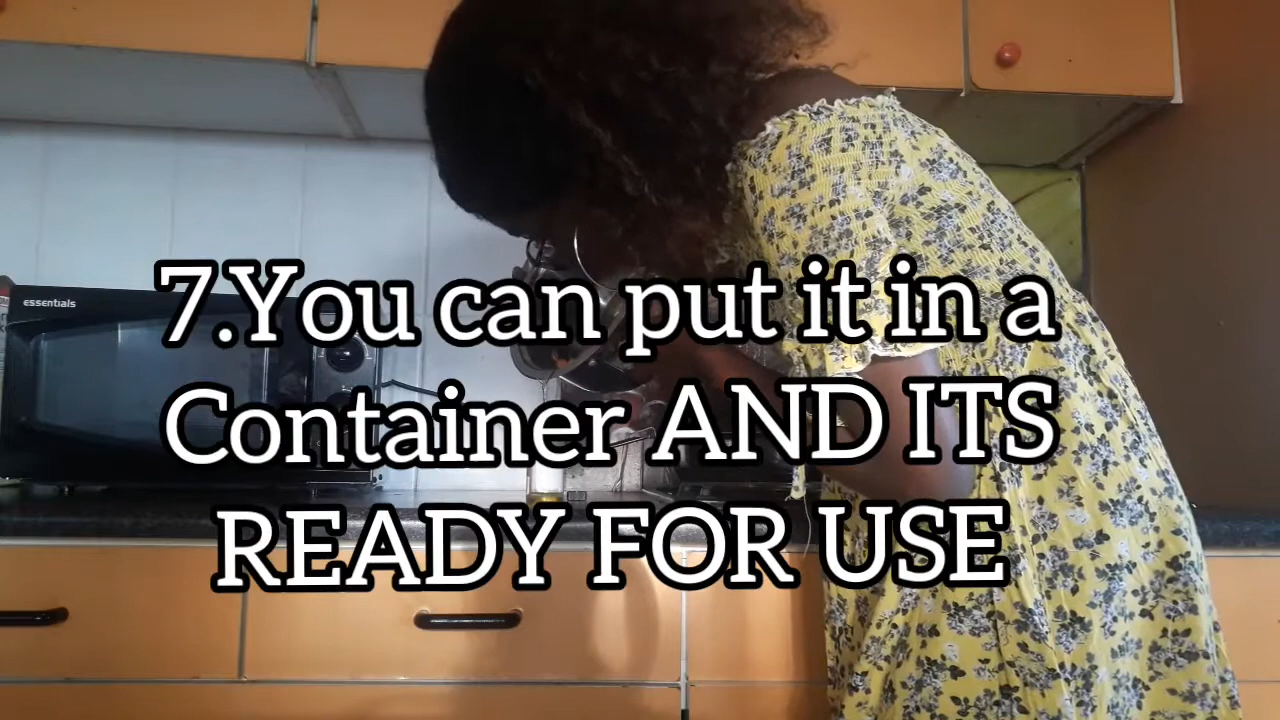 essentials
7.You can put it in a
Container AND ITS
READY FOR USE